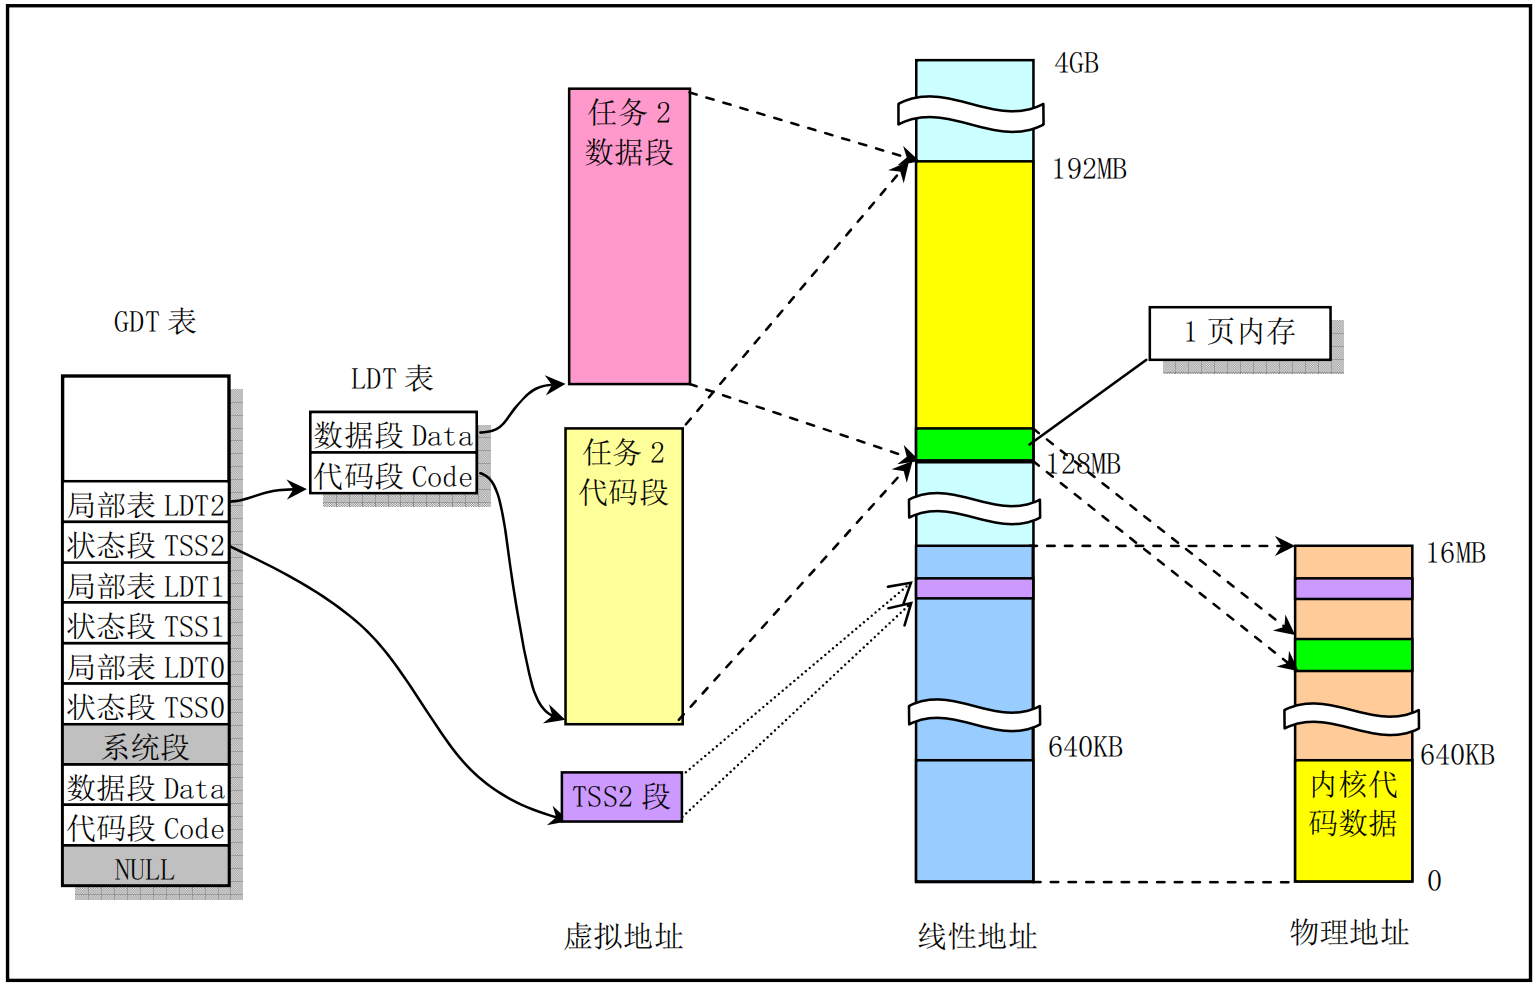 GDT 表
局部表 LDT2
状态段 TSS2
局部表 LDT1
状态段 TSS1
局部表 LDT0
状态段 TSS0
系统段
数据段 Data
代码段 Code
NULL
LDT 表
数据段 Data
代码段 Code
任务 2
数据段
任务 2
代码段
TSS2 段
虚拟地址
4GB
192MB
128MB
640KB
线性地址
1 页内存
16MB
640KB
内核代
码数据
0
物理地址